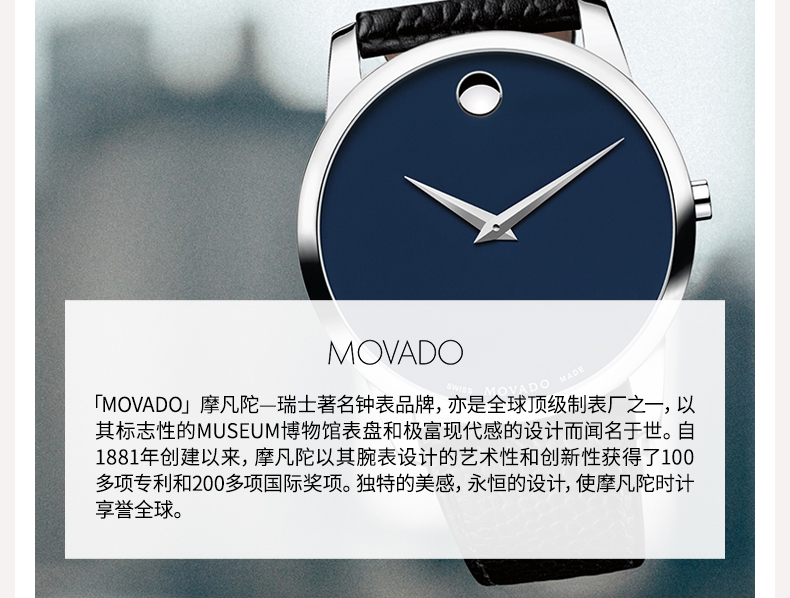 SWISS MOVADO MADE
MOVADO
「MOVADO」摩凡陀—瑞士著名钟表品牌，亦是全球顶级制表厂之一，以
其标志性的MUSEUM博物馆表盘和极富现代感的设计而闻名于世。自
1881年创建以来，摩凡陀以其腕表设计的艺术性和创新性获得了100
多项专利和200多项国际奖项。独特的美感，永恒的设计，使摩凡陀时计
享誉全球。